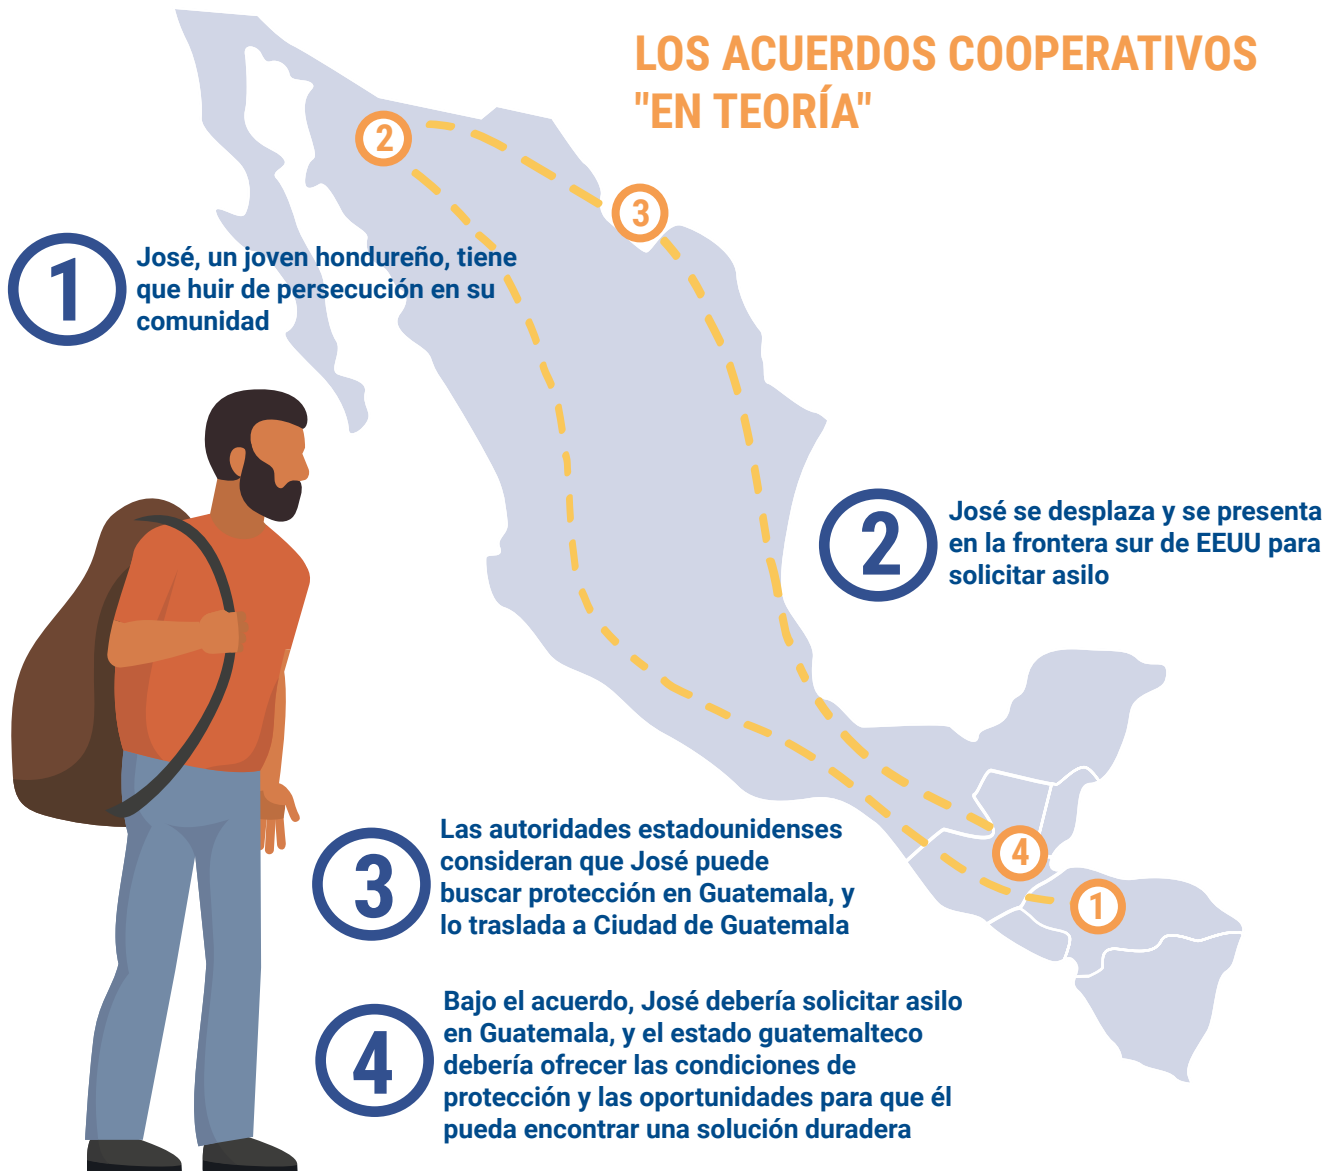 LOS ACUERDOS COOPERATIVOS
"EN TEORÍA"
2
3
1
José, un joven hondureño, tiene
que huir de persecución en su
comunidad
2
José se desplaza y se presenta
en la frontera sur de EEUU para
solicitar asilo
3
Las autoridades estadounidenses
consideran que José puede
buscar protección en Guatemala, y
lo traslada a Ciudad de Guatemala
4
1
4
Bajo el acuerdo, José debería solicitar asilo
en Guatemala, y el estado guatemalteco
debería ofrecer las condiciones de
protección y las oportunidades para que él
pueda encontrar una solución duradera